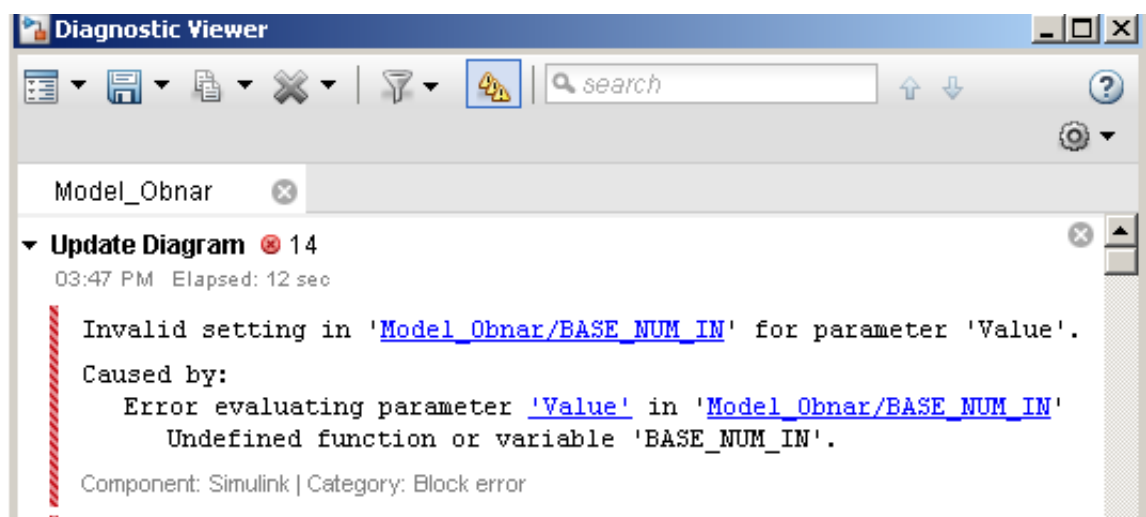 Diagnostic Viewer
search
Model_Obnar
Update Diagram 14
03:47 PM Elapsed: 12 sec
Invalid setting in 'Model_Obnar/BASE_NUM_IN' for parameter 'Value'.
Caused by:
Error evaluating parameter 'Value' in 'Model_Obnar/BASE_NUM_IN'
Undefined function or variable 'BASE_NUM_IN'.
Component: Simulink | Category: Block error